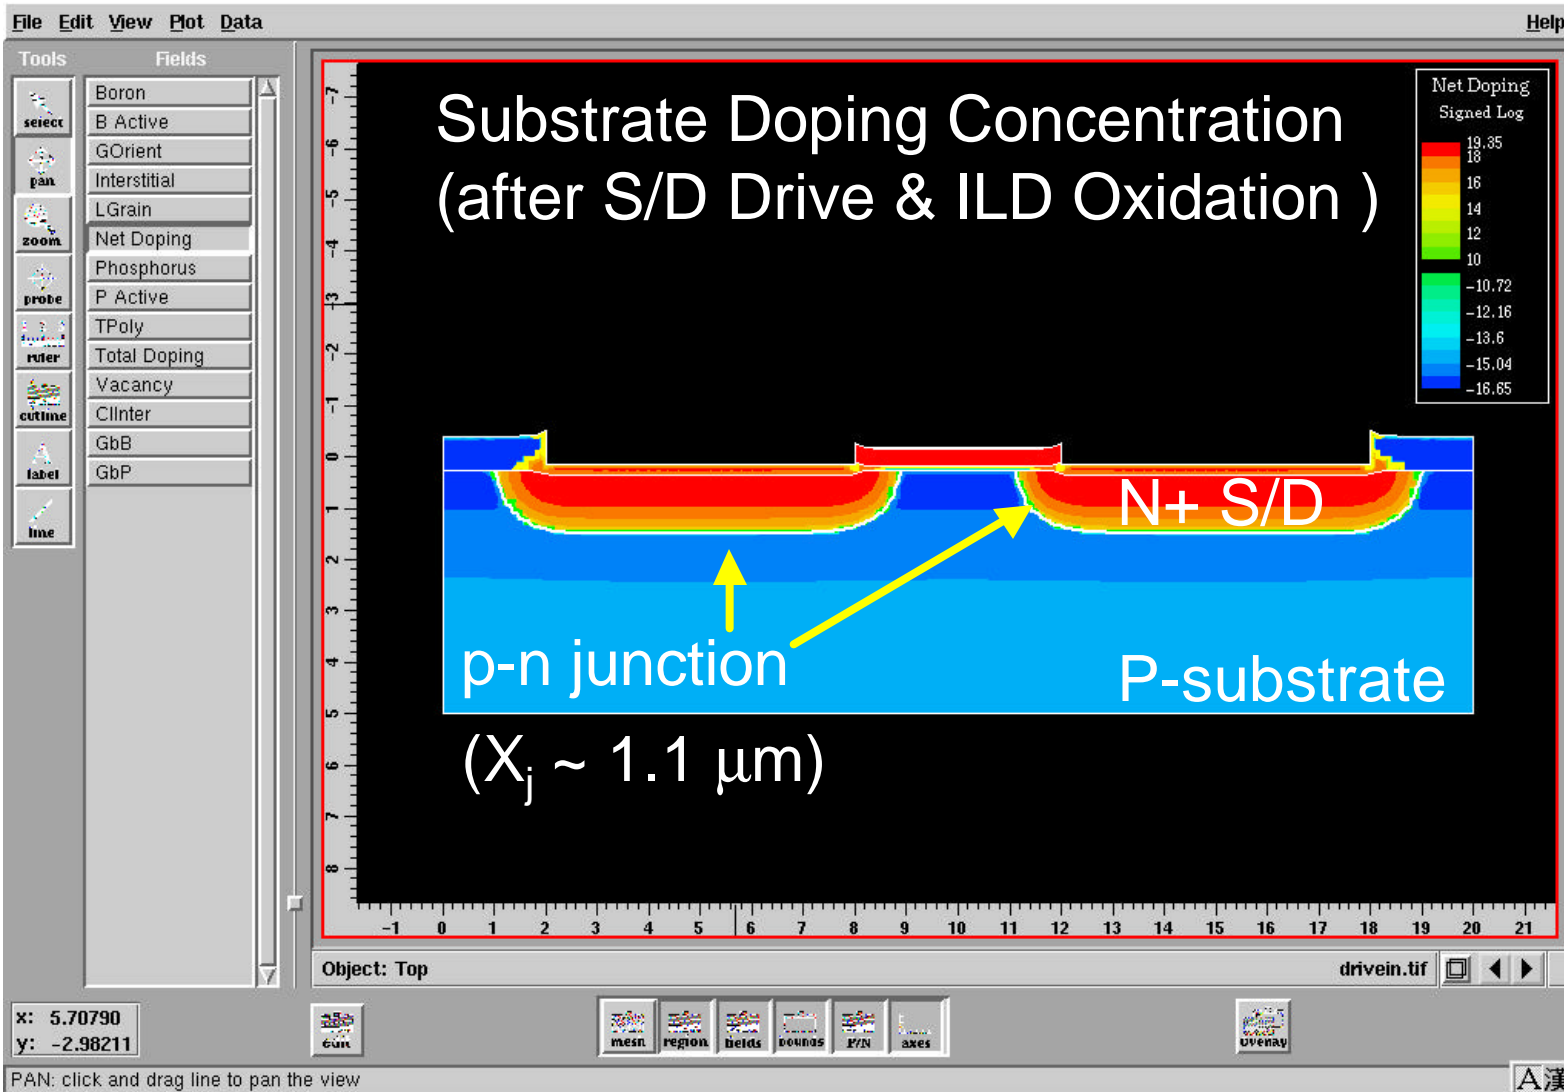 File Edit View Plot Data Help
Tools Fields
select
pan
zoom
probe
ruler
cutline
label
line
Boron
B Active
GOrient
Interstitial
LGrain
Net Doping
Phosphorus
P Active
TPoly
Total Doping
Vacancy
CIInter
GbB
GbP
Substrate Doping Concentration
(after S/D Drive & ILD Oxidation )
Net Doping
Signed Log
19.35
18
16
14
12
10
-10.72
-12.16
-13.6
-15.04
-16.65
-7
-6
-5
-4
-3
-2
-1
0
1
2
3
4
5
6
7
8
N+ S/D
p-n junction
P-substrate
(Xj ~ 1.1 μm)
-1 0 1 2 3 4 5 6 7 8 9 10 11 12 13 14 15 16 17 18 19 20 21
Object: Top drivein.tif
x: 5.70790
y: -2.98211
edit
mesh region fields bounds P/N axes
Overlay
PAN: click and drag line to pan the view
A漢